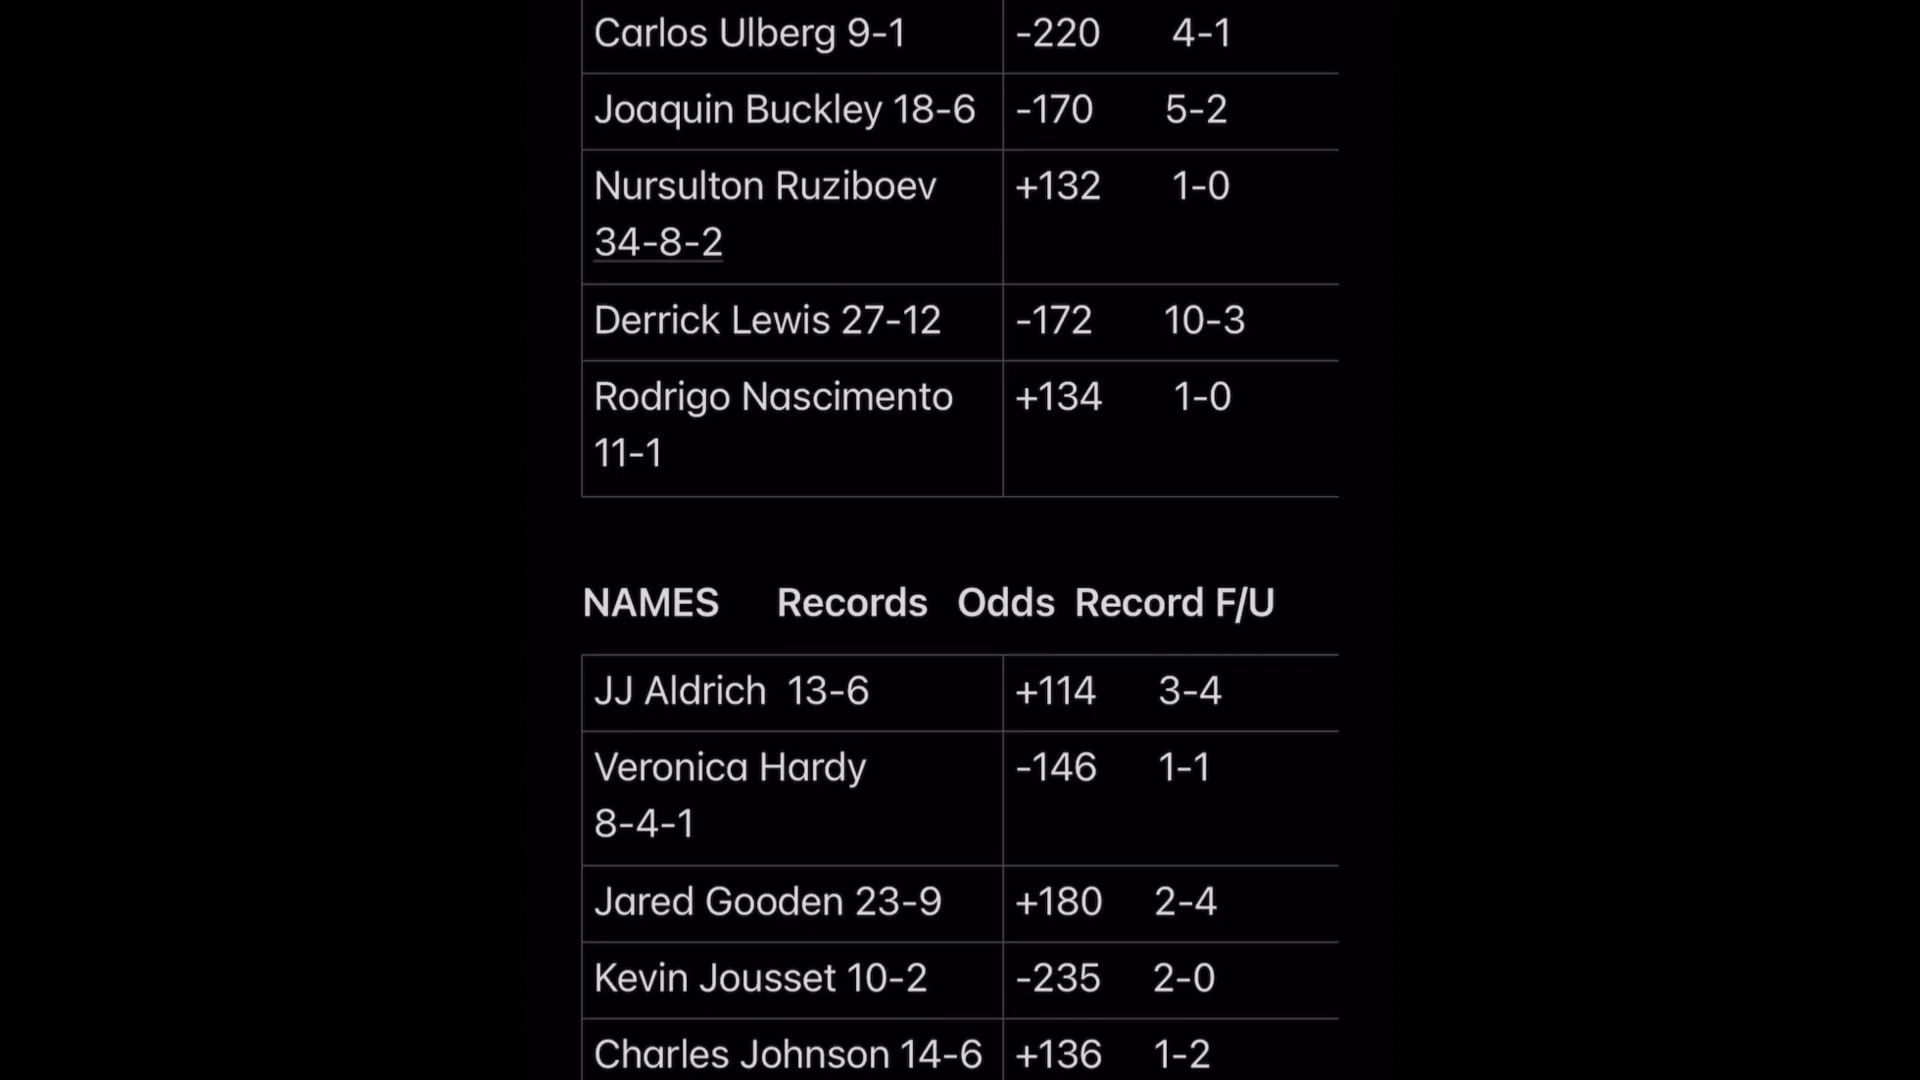 Carlos Ulberg 9-1 -220 4-1
Joaquin Buckley 18-6 -170 5-2
Nursulton Ruziboev +132 1-0
34-8-2
Derrick Lewis 27-12 -172 10-3
Rodrigo Nascimento +134 1-0
11-1
NAMES Records Odds Record F/U
JJ Aldrich 13-6 +114 3-4
Veronica Hardy -146 1-1
8-4-1
Jared Gooden 23-9 +180 2-4
Kevin Jousset 10-2 -235 2-0
Charles Johnson 14-6 +136 1-2